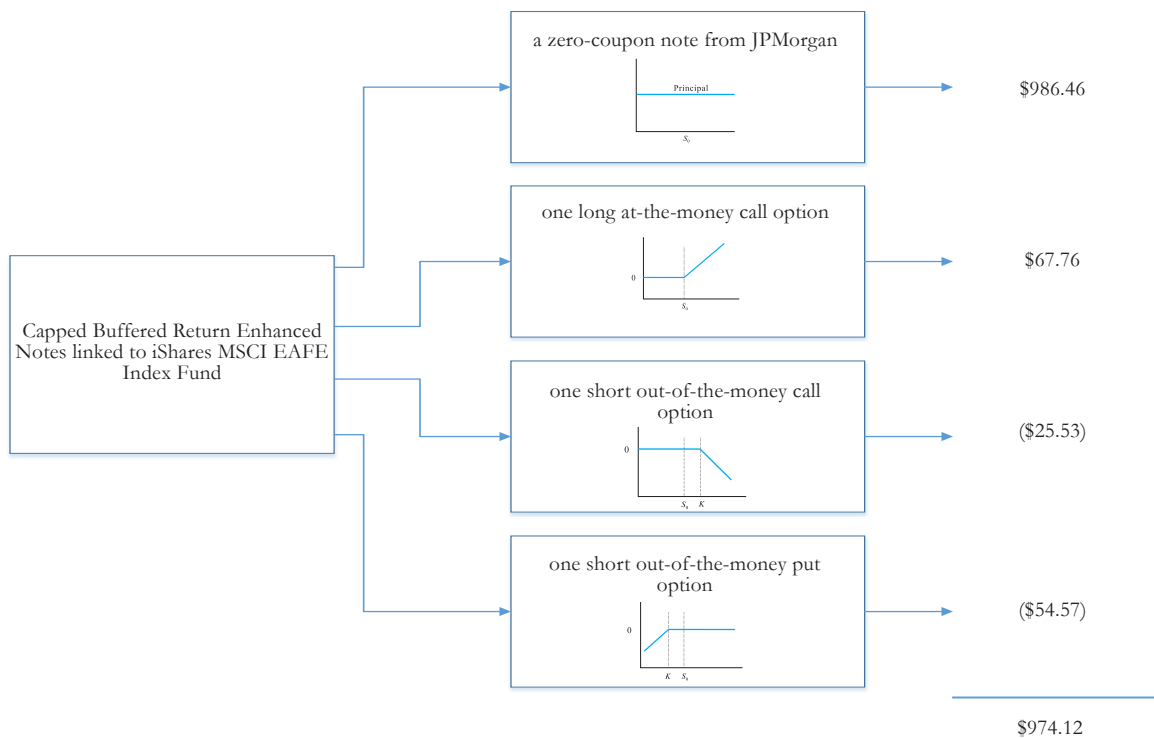 a zero-coupon note from JPMorgan
Principal
S₀
$986.46
one long at-the-money call option
0
S₀
$67.76
Capped Buffered Return Enhanced
Notes linked to iShares MSCI EAFE
Index Fund
one short out-of-the-money call
option
0
S₀ K
($25.53)
one short out-of-the-money put
option
0
K S₀
($54.57)
$974.12